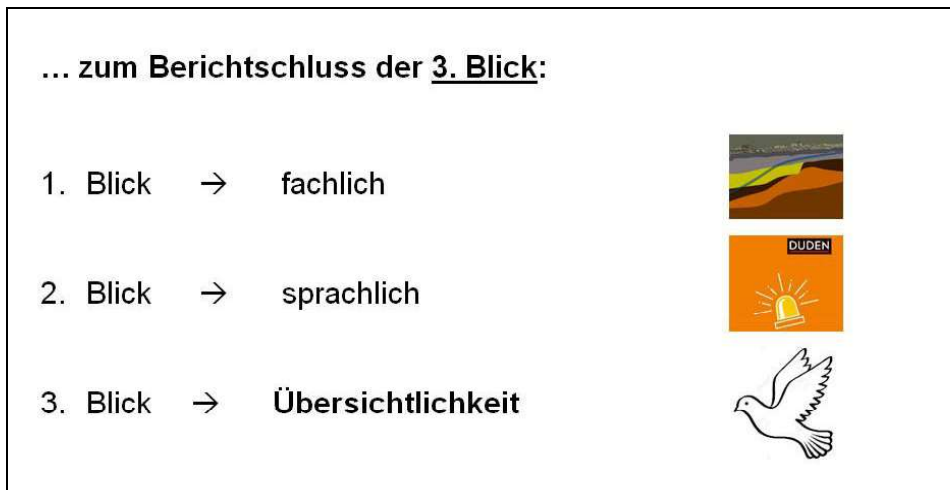 … zum Berichtschluss der 3. Blick:
1. Blick → fachlich
DUDEN
2. Blick → sprachlich
3. Blick → Übersichtlichkeit